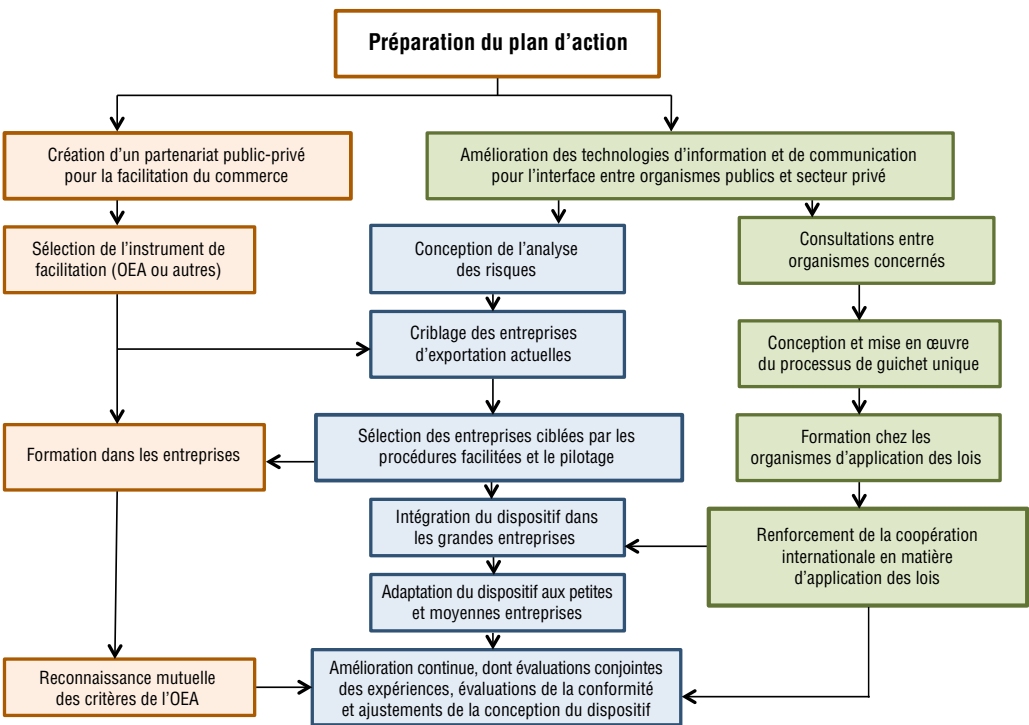 Préparation du plan d’action
Création d’un partenariat public-privé
pour la facilitation du commerce
Amélioration des technologies d’information et de communication
pour l’interface entre organismes publics et secteur privé
Sélection de l’instrument de
facilitation (OEA ou autres)
Conception de l’analyse
des risques
Consultations entre
organismes concernés
Criblage des entreprises
d’exportation actuelles
Conception et mise en œuvre
du processus de guichet unique
Formation dans les entreprises
Sélection des entreprises ciblées par les
procédures facilitées et le pilotage
Formation chez les
organismes d’application des lois
Intégration du dispositif dans
les grandes entreprises
Renforcement de la coopération
internationale en matière
d’application des lois
Adaptation du dispositif aux petites
et moyennes entreprises
Reconnaissance mutuelle
des critères de l’OEA
Amélioration continue, dont évaluations conjointes
des expériences, évaluations de la conformité
et ajustements de la conception du dispositif